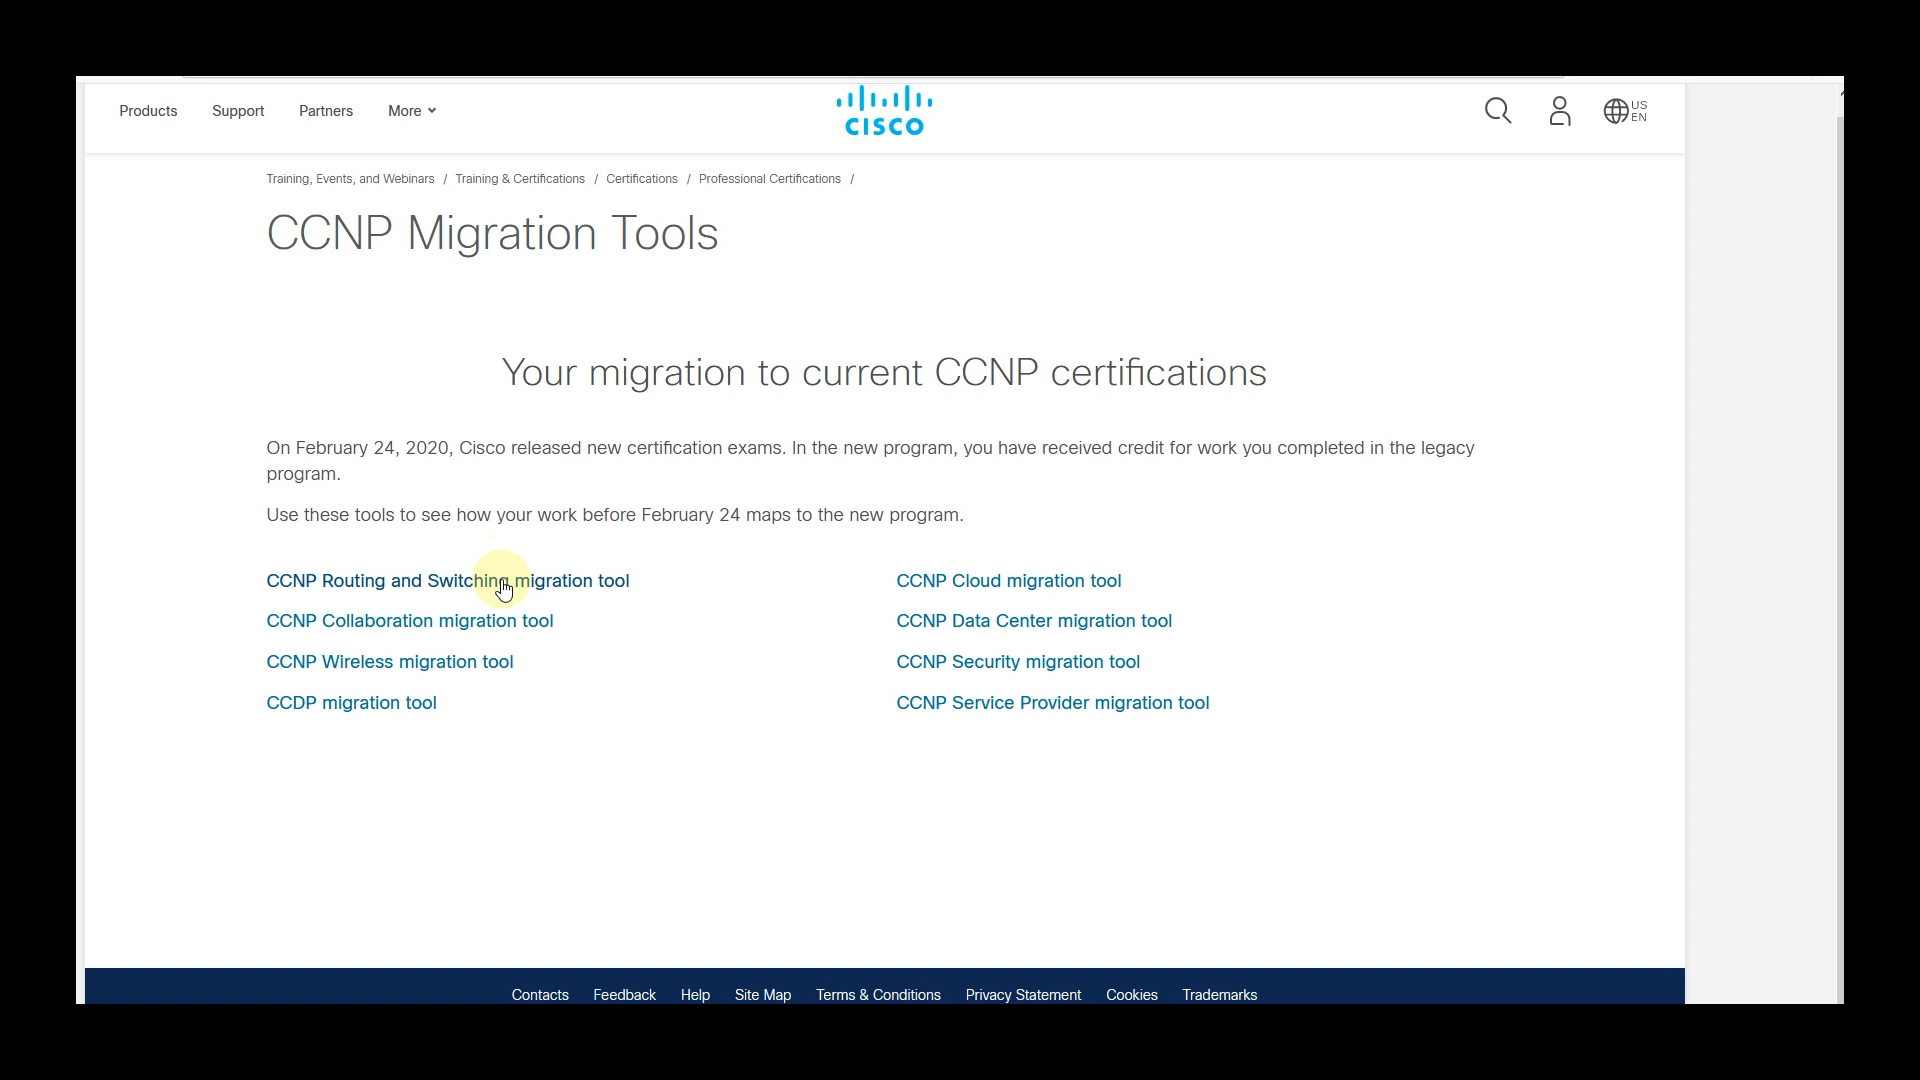 Products Support Partners More
CISCO
US
EN
Training, Events, and Webinars / Training & Certifications / Certifications / Professional Certifications /
CCNP Migration Tools
Your migration to current CCNP certifications
On February 24, 2020, Cisco released new certification exams. In the new program, you have received credit for work you completed in the legacy
program.
Use these tools to see how your work before February 24 maps to the new program.
CCNP Routing and Switching migration tool
CCNP Collaboration migration tool
CCNP Wireless migration tool
CCDP migration tool
CCNP Cloud migration tool
CCNP Data Center migration tool
CCNP Security migration tool
CCNP Service Provider migration tool
Contacts Feedback Help Site Map Terms & Conditions Privacy Statement Cookies Trademarks